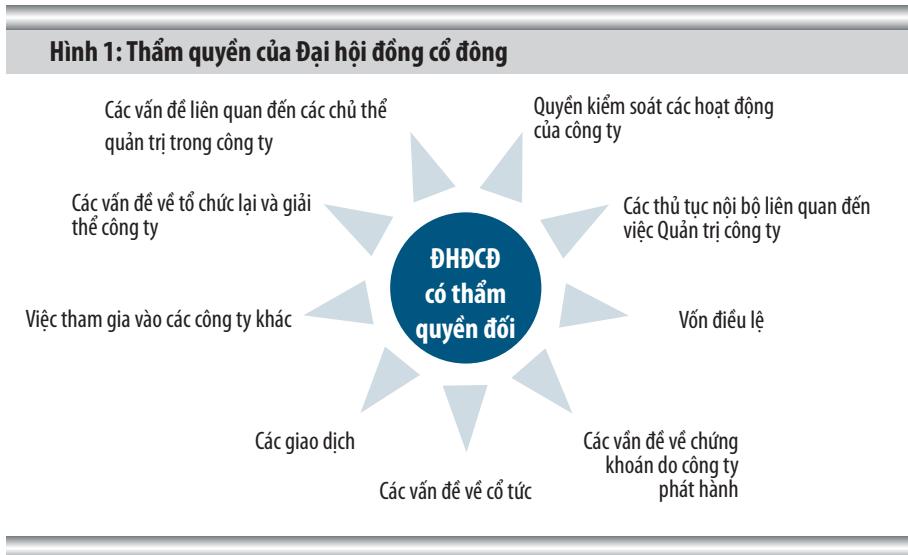 Hình 1: Thẩm quyền của Đại hội đồng cổ đông
Các vấn đề liên quan đến các chủ thể
quản trị trong công ty
Quyền kiểm soát các hoạt động
của công ty
Các vấn đề về tổ chức lại và giải
thể công ty
Các thủ tục nội bộ liên quan đến
việc Quản trị công ty
ĐHĐCĐ
có thẩm
quyền đối
Việc tham gia vào các công ty khác
Vốn điều lệ
Các giao dịch
Các vấn đề về cổ tức
Các vần đề về chứng
khoán do công ty
phát hành